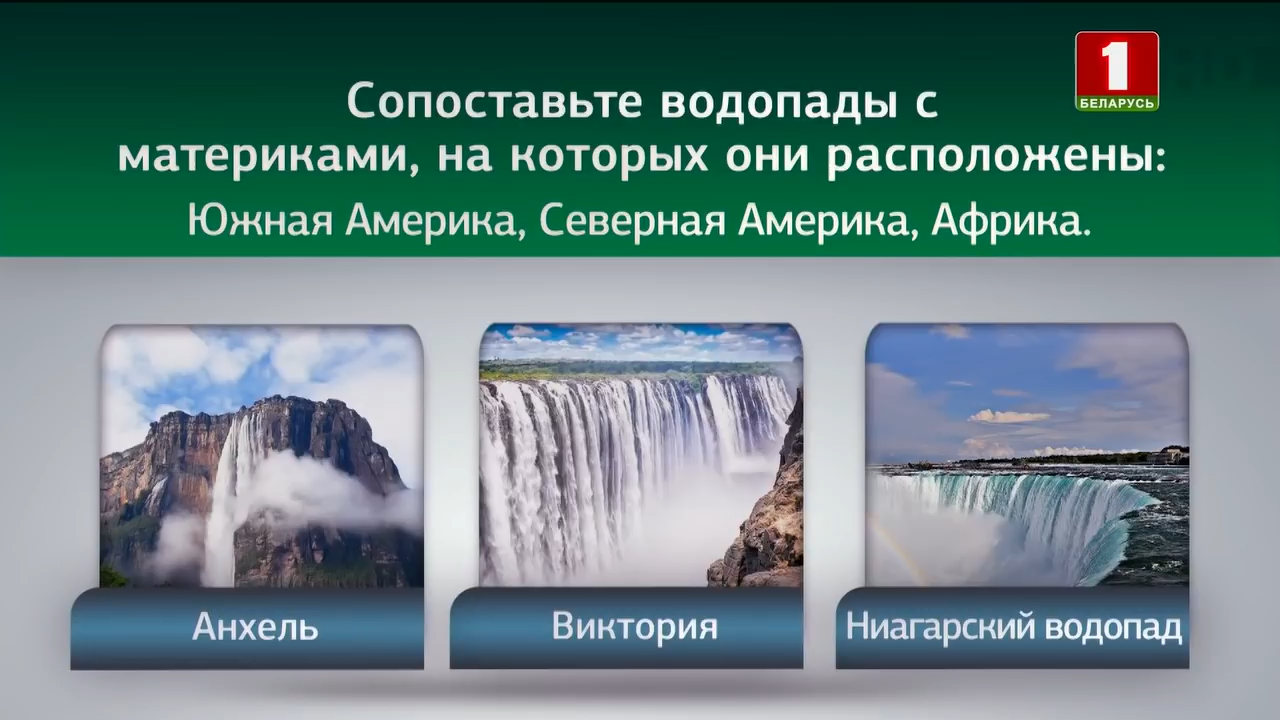 1
БЕЛАРУСЬ
Сопоставьте водопады с
материками, на которых они расположены:
Южная Америка, Северная Америка, Африка.
Анхель
Виктория
Ниагарский водопад